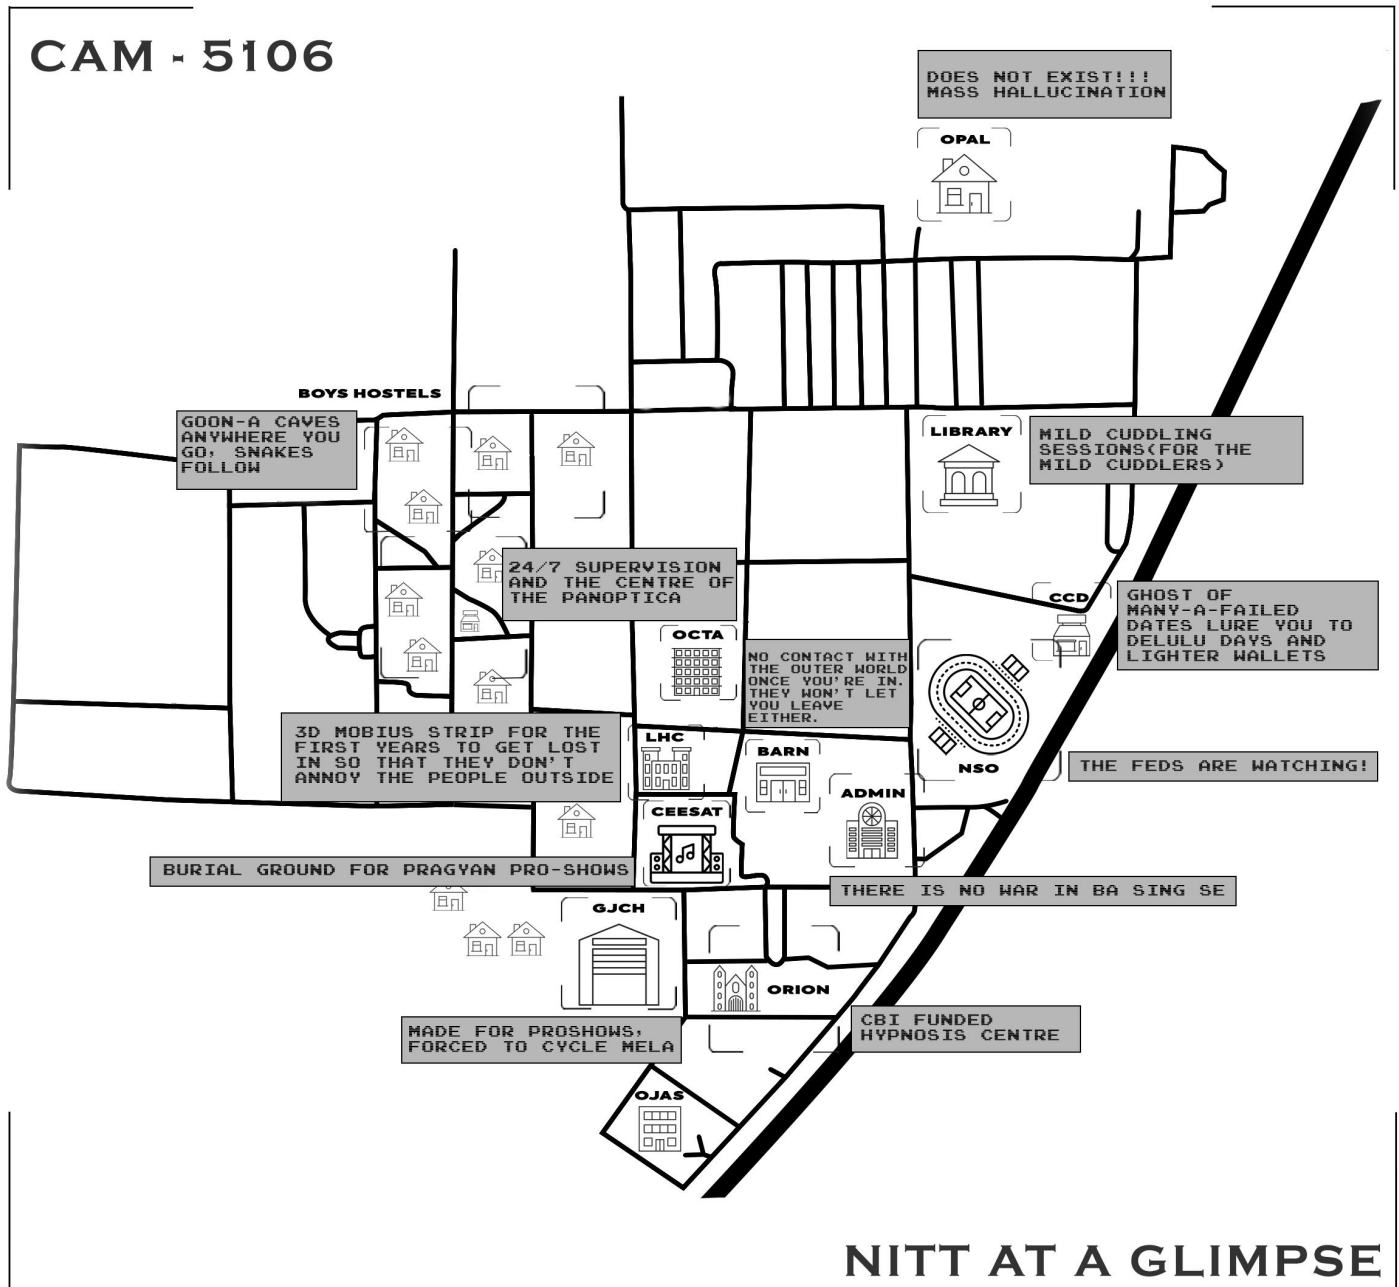 CAM - 5106
DOES NOT EXIST!!!
MASS HALLUCINATION
OPAL
BOYS HOSTELS
GOON-A CAVES
ANYWHERE YOU
GO, SNAKES
FOLLOW
LIBRARY
MILD CUDDLING
SESSIONS(FOR THE
MILD CUDDLERS)
24/7 SUPERVISION
AND THE CENTRE OF
THE PANOPTICA
OCTA
CCD
GHOST OF
MANY-A-FAILED
DATES LURE YOU TO
DELULU DAYS AND
LIGHTER WALLETS
NO CONTACT WITH
THE OUTER WORLD
ONCE YOU'RE IN.
THEY WON'T LET
YOU LEAVE
EITHER.
3D MOBIUS STRIP FOR THE
FIRST YEARS TO GET LOST
IN SO THAT THEY DON'T
ANNOY THE PEOPLE OUTSIDE
LHC
BARN
NSO
THE FEDS ARE WATCHING!
ADMIN
CEESAT
BURIAL GROUND FOR PRAGYAN PRO-SHOWS
THERE IS NO WAR IN BA SING SE
GJCH
ORION
MADE FOR PROSHOWS,
FORCED TO CYCLE MELA
CBI FUNDED
HYPNOSIS CENTRE
OJAS
NITT AT A GLIMPSE